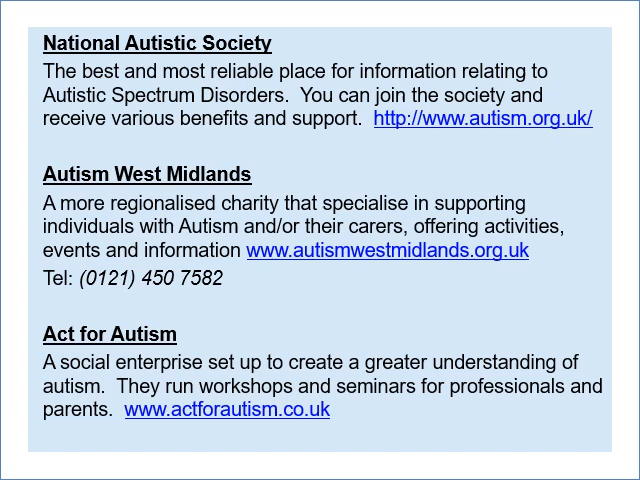 National Autistic Society
The best and most reliable place for information relating to
Autistic Spectrum Disorders.  You can join the society and
receive various benefits and support.  http://www.autism.org.uk/
Autism West Midlands
A more regionalised charity that specialise in supporting
individuals with Autism and/or their carers, offering activities,
events and information www.autismwestmidlands.org.uk
Tel: (0121) 450 7582
Act for Autism
A social enterprise set up to create a greater understanding of
autism.  They run workshops and seminars for professionals and
parents.  www.actforautism.co.uk